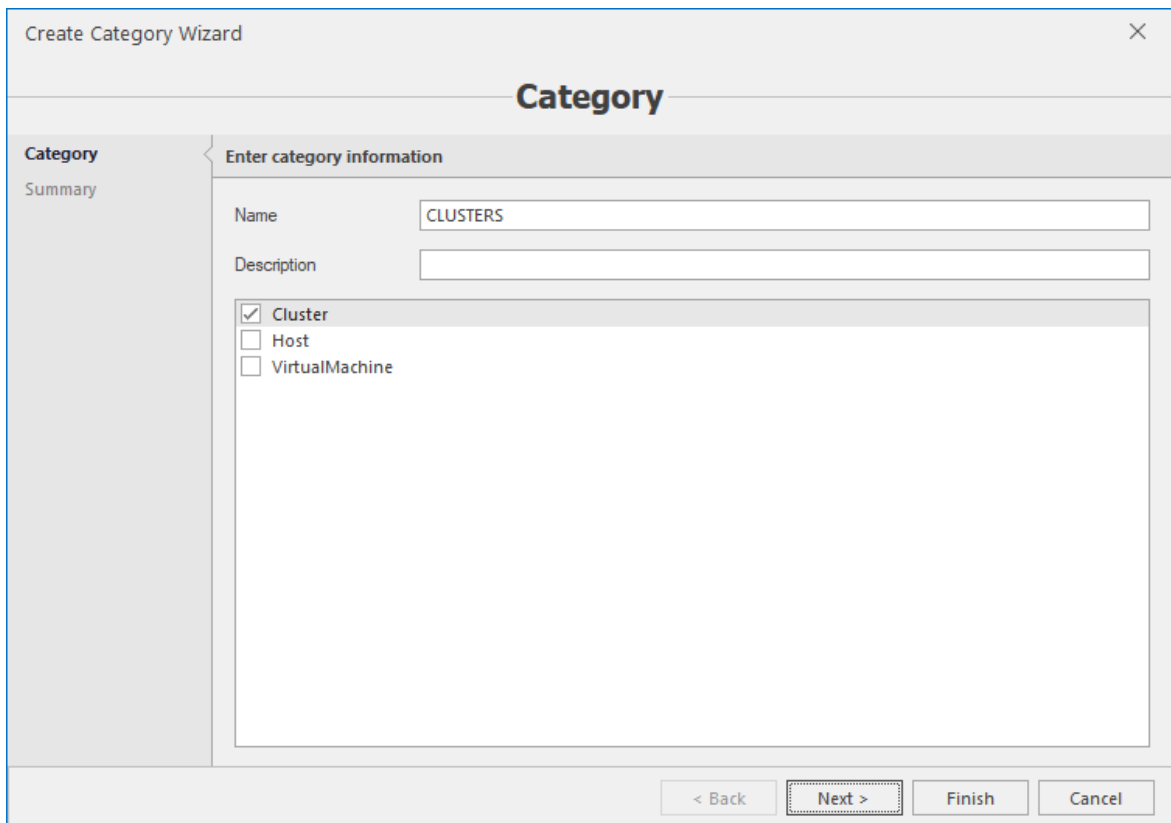 Create Category Wizard
Category
Category
Summary
Enter category information
Name
CLUSTERS
Description
Cluster
Host
VirtualMachine
< Back
Next >
Finish
Cancel